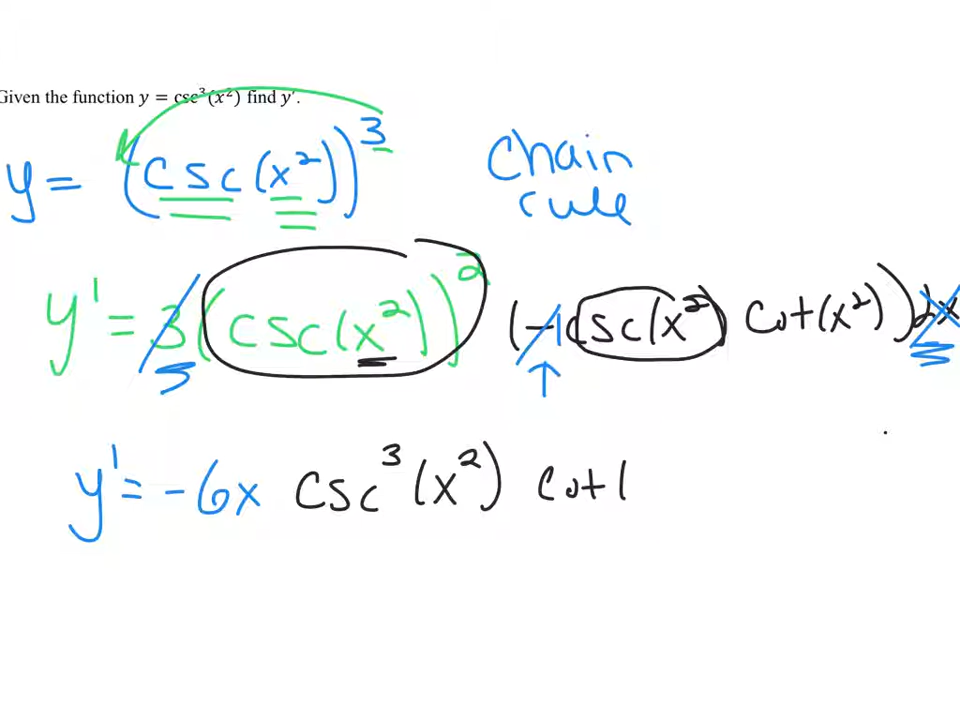 Given the function y = csc³(x²) find y'.
y = (csc(x²))³
chain
rule
y' = 3(csc(x²))² (-1csc(x²) cot(x²))2x
y' = -6x csc³(x²) cot(